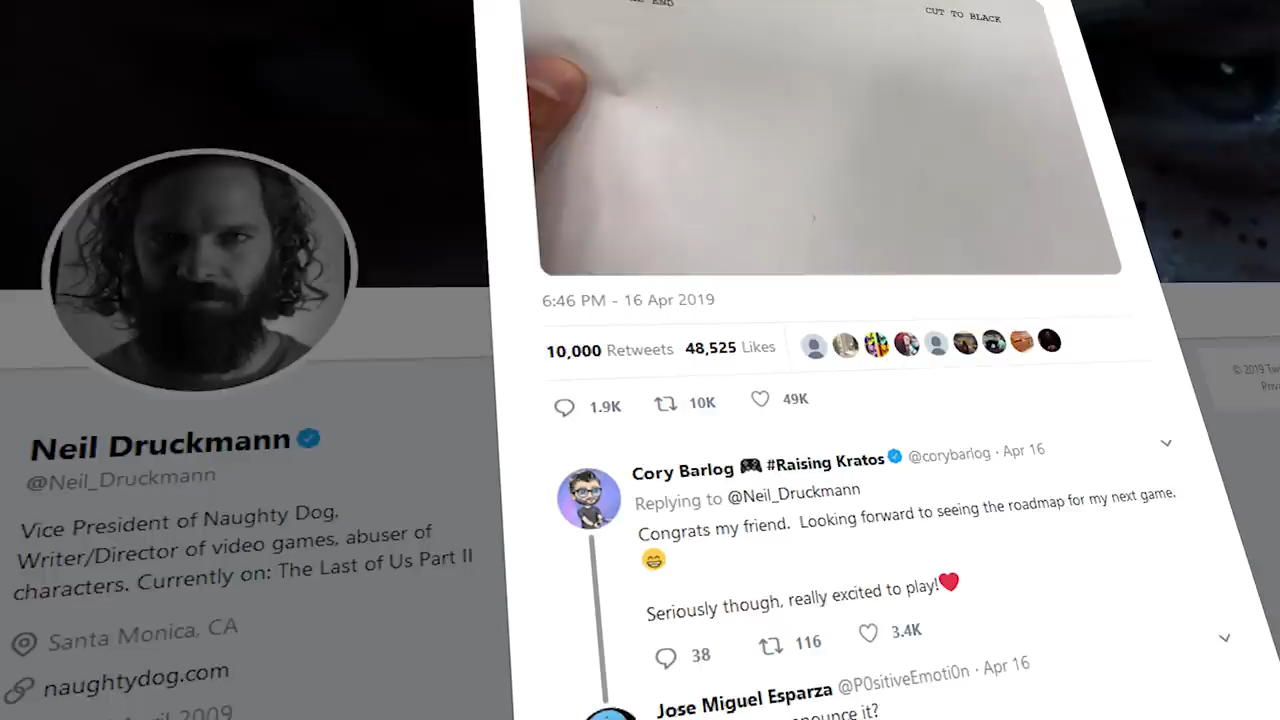 END
CUT TO BLACK
6:46 PM - 16 Apr 2019
10,000 Retweets 48,525 Likes
1.9K 10K 49K
Neil Druckmann
@Neil_Druckmann
Vice President of Naughty Dog,
Writer/Director of video games, abuser of
characters. Currently on: The Last of Us Part II
Santa Monica, CA
naughtydog.com
2009
Cory Barlog 🎮 #Raising Kratos @corybarlog · Apr 16
Replying to @Neil_Druckmann
Congrats my friend. Looking forward to seeing the roadmap for my next game.
😁
Seriously though, really excited to play!❤️
38 116 3.4K
Jose Miguel Esparza @P0sitiveEmoti0n · Apr 16
it?
© 2019